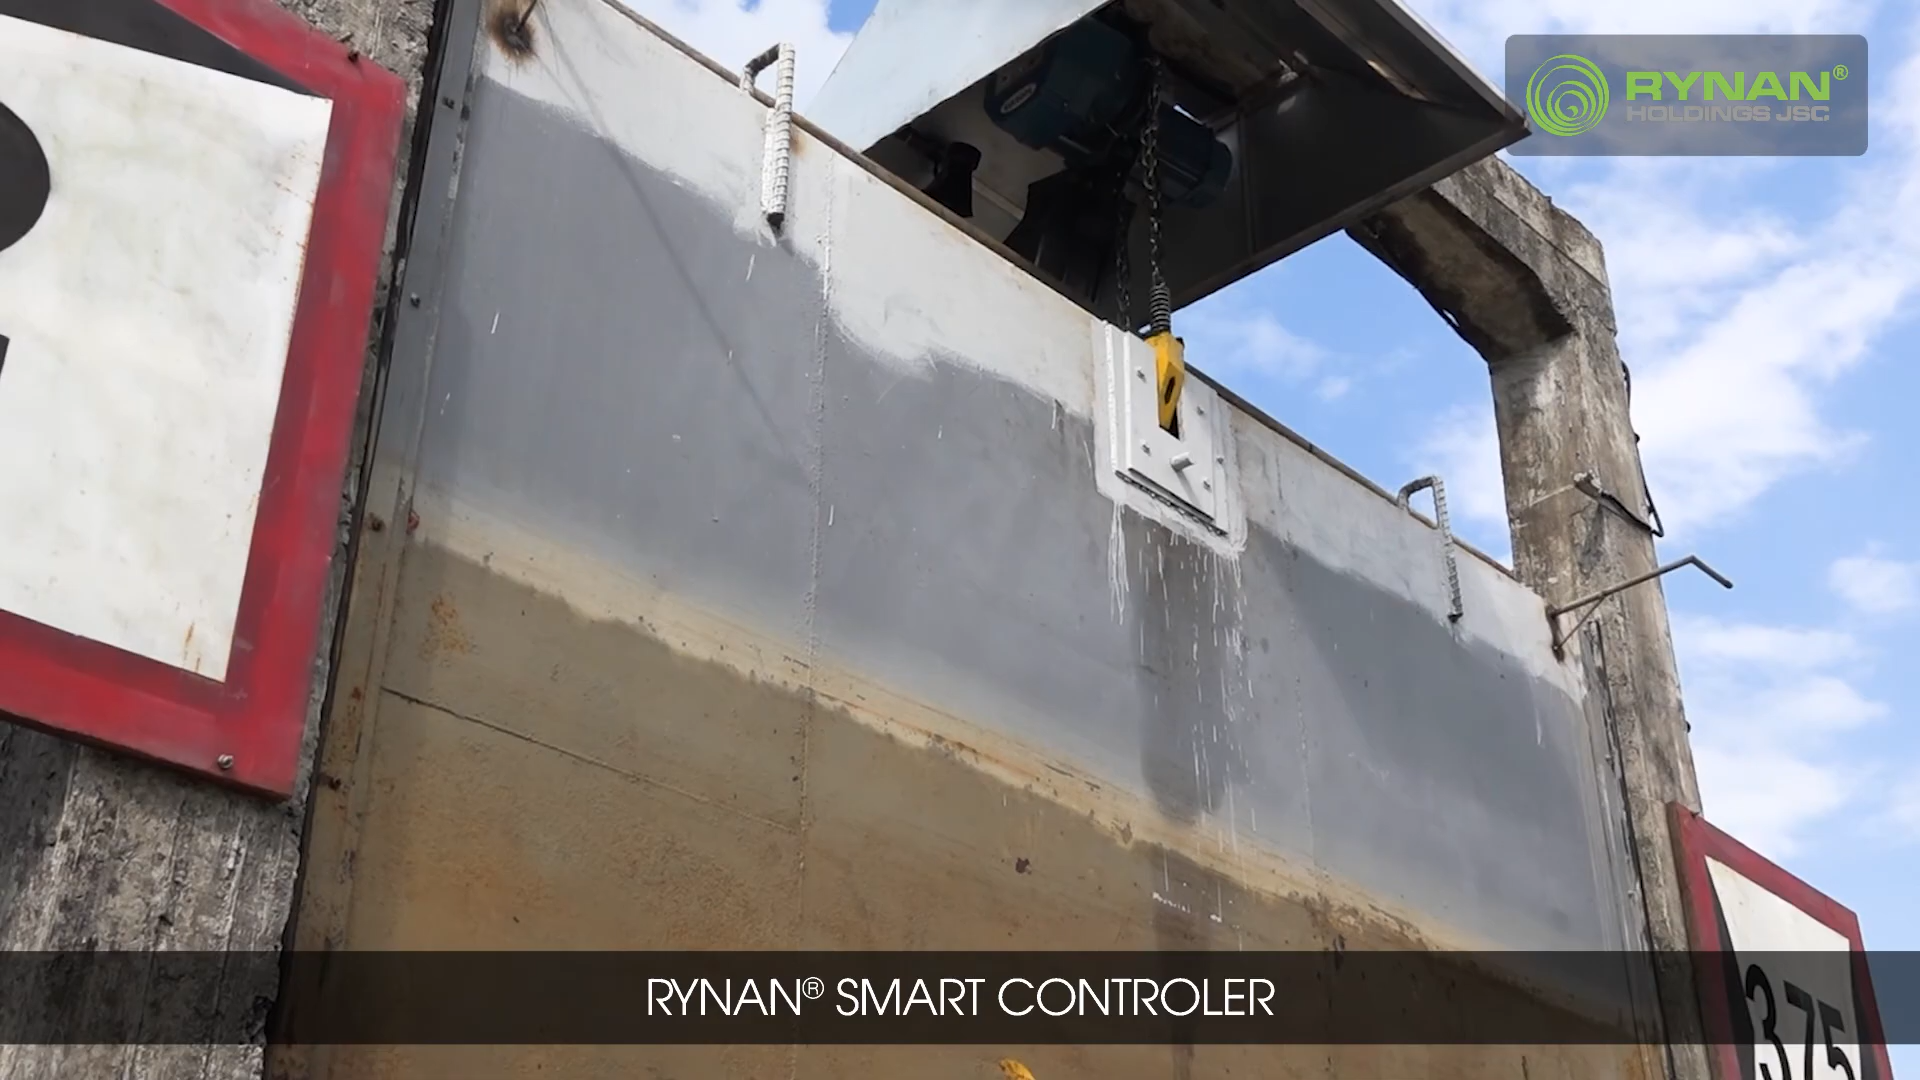 RYNAN®
HOLDINGS JSC
RYNAN® SMART CONTROLER
375